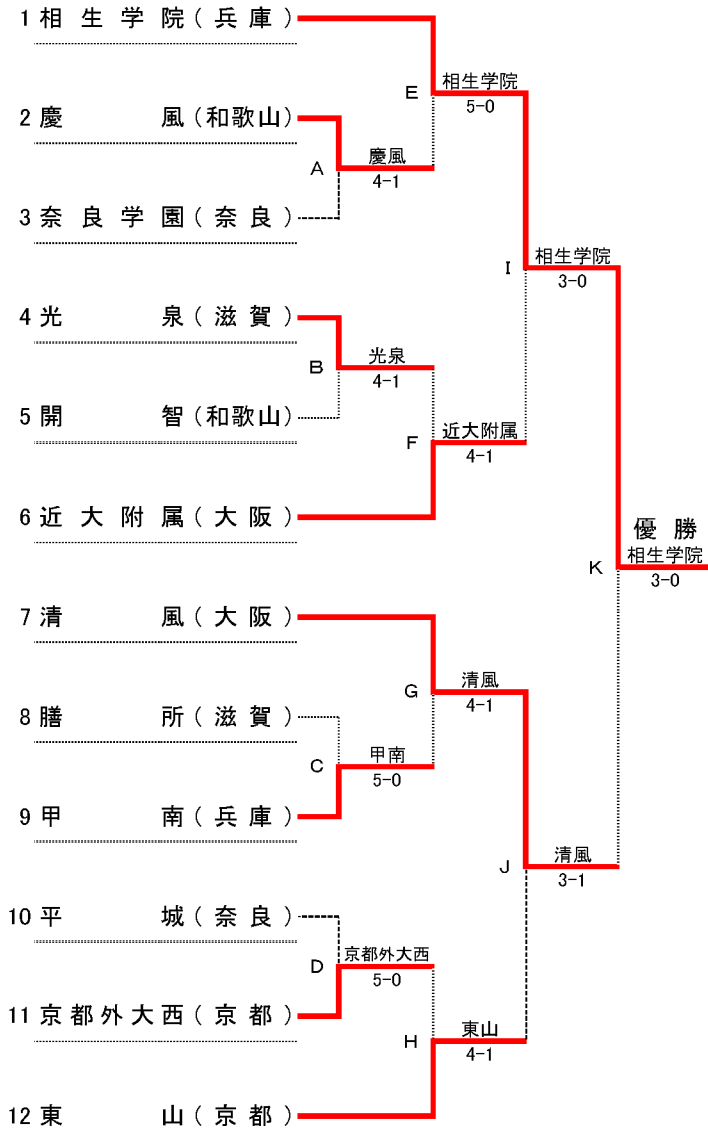 1 相生学院(兵庫)
相生学院
E
5-0
2 慶風(和歌山)
慶風
A
4-1
3 奈良学園(奈良)
相生学院
I
3-0
4 光泉(滋賀)
光泉
B
4-1
5 開智(和歌山)
近大附属
F
4-1
6 近大附属(大阪)
優勝
相生学院
K
3-0
7 清風(大阪)
清風
G
4-1
8 膳所(滋賀)
甲南
C
5-0
9 甲南(兵庫)
清風
J
3-1
10 平城(奈良)
京都外大西
D
5-0
11 京都外大西(京都)
東山
H
4-1
12 東山(京都)